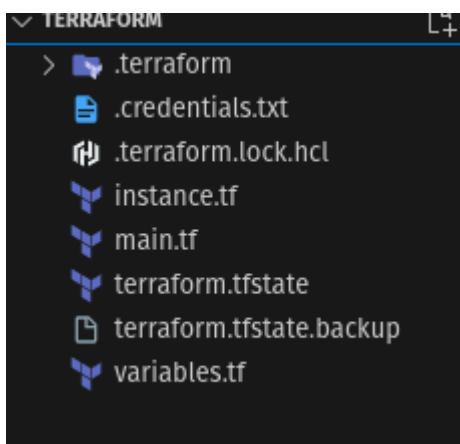 TERRAFORM
.terraform
.credentials.txt
.terraform.lock.hcl
instance.tf
main.tf
terraform.tfstate
terraform.tfstate.backup
variables.tf